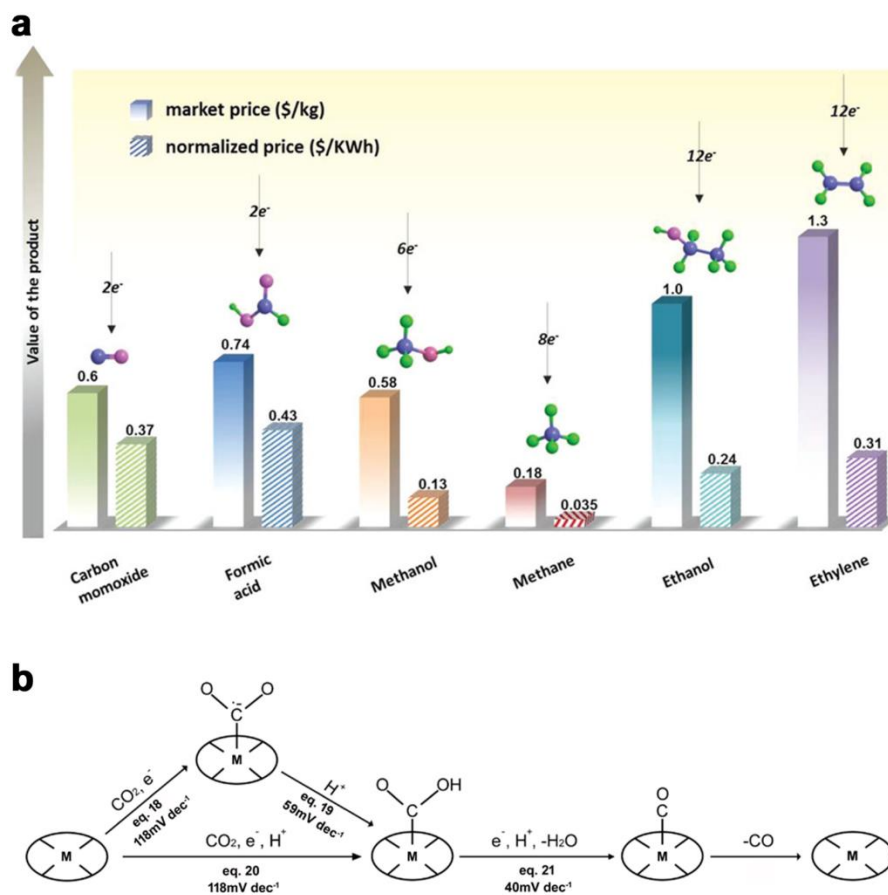 a
Value of the product
market price ($/kg)
normalized price ($/KWh)
2e⁻
2e⁻
6e⁻
8e⁻
12e⁻
12e⁻
0.6
0.37
0.74
0.43
0.58
0.13
0.18
0.035
1.0
0.24
1.3
0.31
Carbon
momoxide
Formic
acid
Methanol
Methane
Ethanol
Ethylene
b
O
O
C
·-
M
CO₂, e⁻
eq. 18
118mV dec⁻¹
H⁺
eq. 19
59mV dec⁻¹
M
CO₂, e⁻, H⁺
eq. 20
118mV dec⁻¹
O
OH
C
M
e⁻, H⁺, -H₂O
eq. 21
40mV dec⁻¹
O
C
M
-CO
M